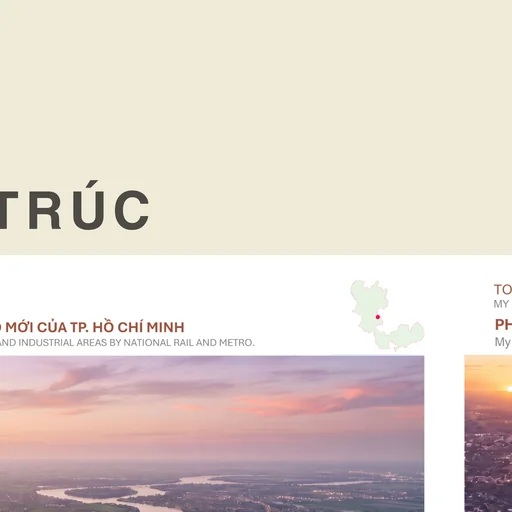 TRÚC
MỚI CỦA TP. HỒ CHÍ MINH
AND INDUSTRIAL AREAS BY NATIONAL RAIL AND METRO.
TO
MY
PH
My